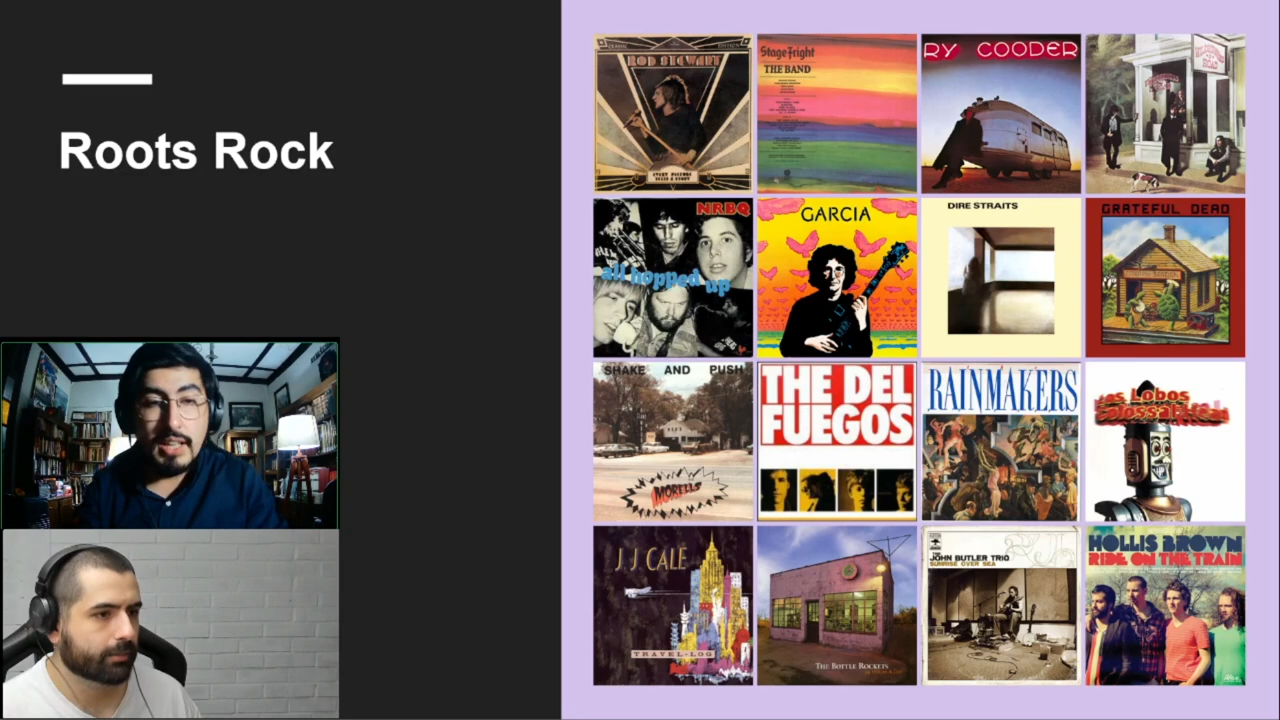 Roots Rock
ROD STEWART
EVERY PICTURE
TELLS A STORY
Stage Fright
THE BAND
RY COODER
NRBQ
all hopped up
GARCIA
DIRE STRAITS
GRATEFUL DEAD
SHAKE AND PUSH
MORELLS
THE DEL
FUEGOS
RAINMAKERS
Los Lobos
J J CALE
TRAVEL-LOG
THE BOTTLE ROCKETS
JOHN BUTLER TRIO
SUNRISE OVER SEA
HOLLIS BROWN
RIDE ON THE TRAIN